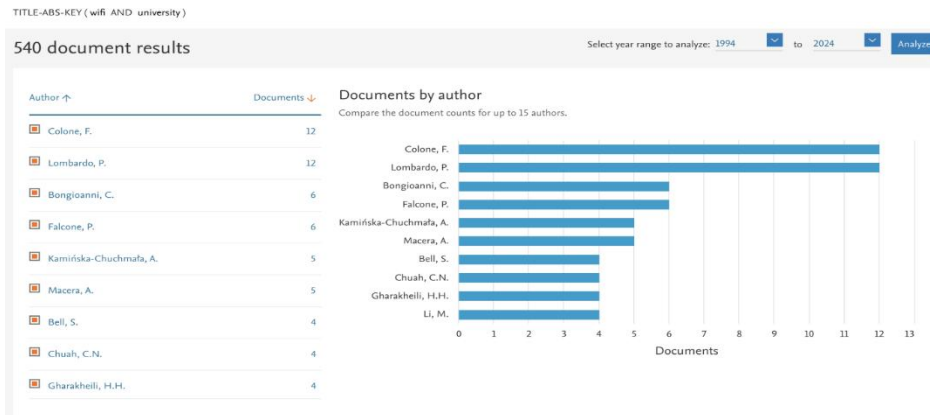 TITLE-ABS-KEY ( wifi AND university )
540 document results
Select year range to analyze: 1994 to 2024 Analyze
Author Documents
Colone, F. 12
Lombardo, P. 12
Bongioanni, C. 6
Falcone, P. 6
Kamińska-Chuchmała, A. 5
Macera, A. 5
Bell, S. 4
Chuah, C.N. 4
Gharakheili, H.H. 4
Documents by author
Compare the document counts for up to 15 authors.
Colone, F.
Lombardo, P.
Bongioanni, C.
Falcone, P.
Kamińska-Chuchmała, A.
Macera, A.
Bell, S.
Chuah, C.N.
Gharakheili, H.H.
Li, M.
0 1 2 3 4 5 6 7 8 9 10 11 12 13
Documents